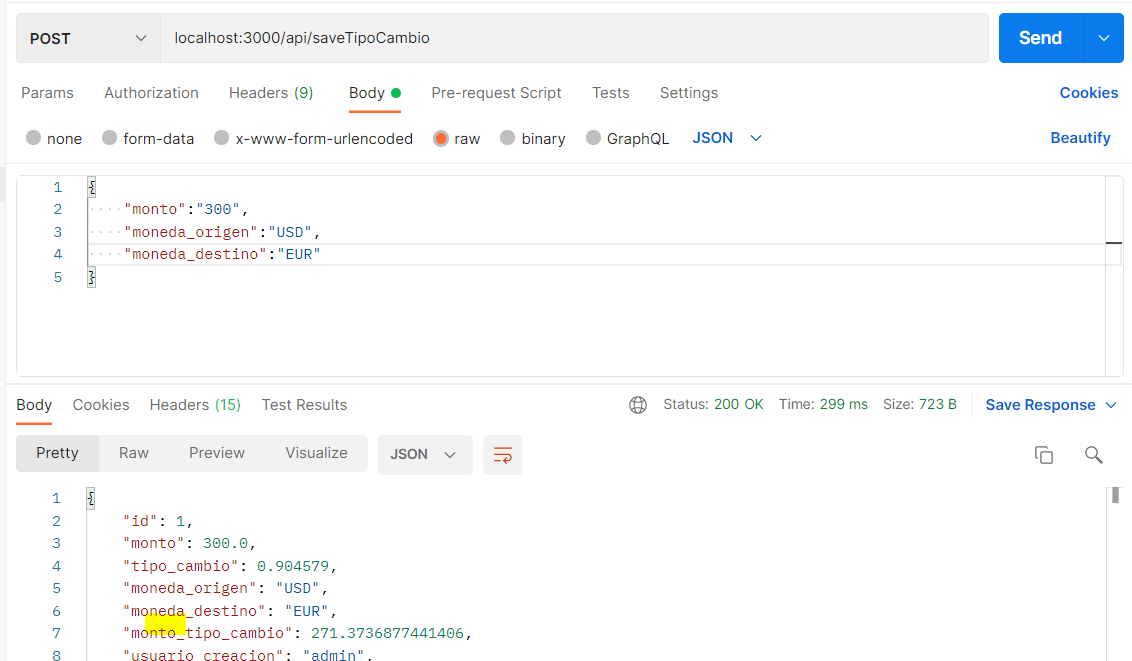 POST localhost:3000/api/saveTipoCambio Send
Params Authorization Headers (9) Body Pre-request Script Tests Settings Cookies
none form-data x-www-form-urlencoded raw binary GraphQL JSON Beautify
1 {
2 "monto":"300",
3 "moneda_origen":"USD",
4 "moneda_destino":"EUR"
5 }
Body Cookies Headers (15) Test Results Status: 200 OK Time: 299 ms Size: 723 B Save Response
Pretty Raw Preview Visualize JSON
1 {
2 "id": 1,
3 "monto": 300.0,
4 "tipo_cambio": 0.904579,
5 "moneda_origen": "USD",
6 "moneda_destino": "EUR",
7 "monto_tipo_cambio": 271.3736877441406,
8 "usuario_creacion": "admin",